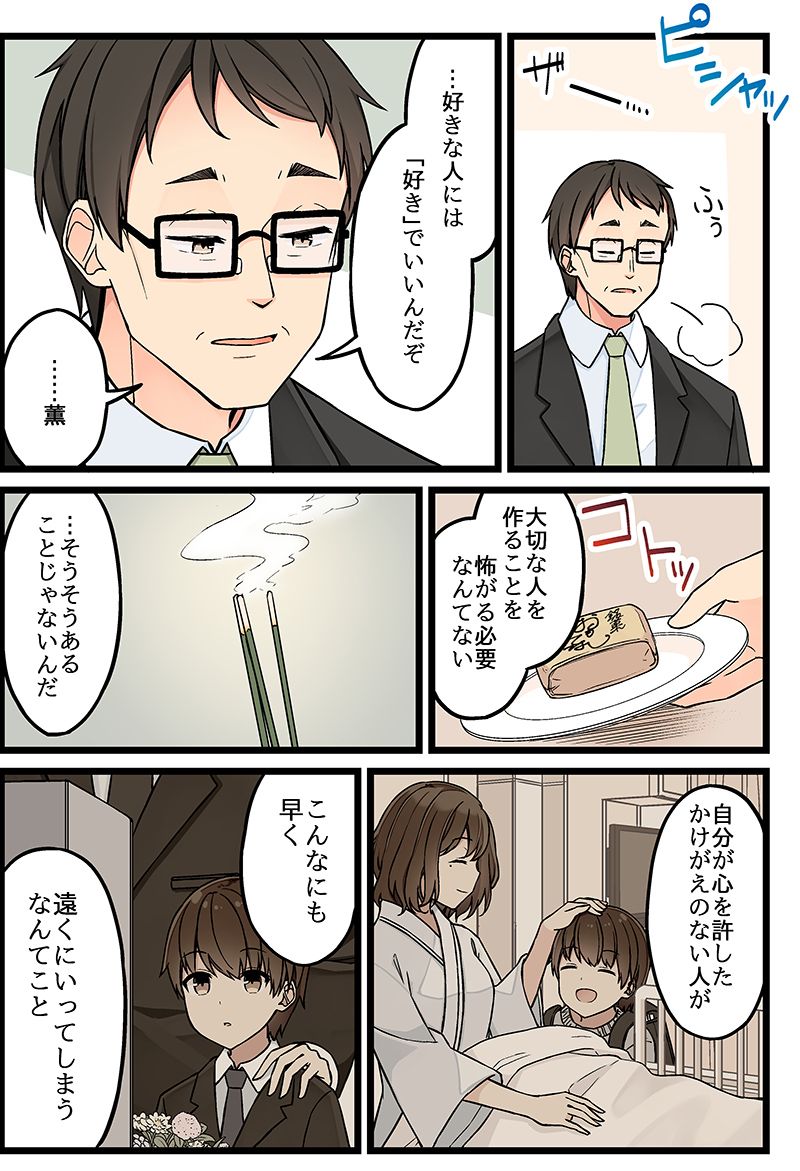 ピシャッ
ザーー…
ふぅ
…好きな人には
「好き」でいいんだぞ
……薫
コトッ
大切な人を
作ることを
怖がる必要
なんてない
…そうそうある
ことじゃないんだ
自分が心を許した
かけがえのない人が
こんなにも
早く
遠くにいってしまう
なんてこと